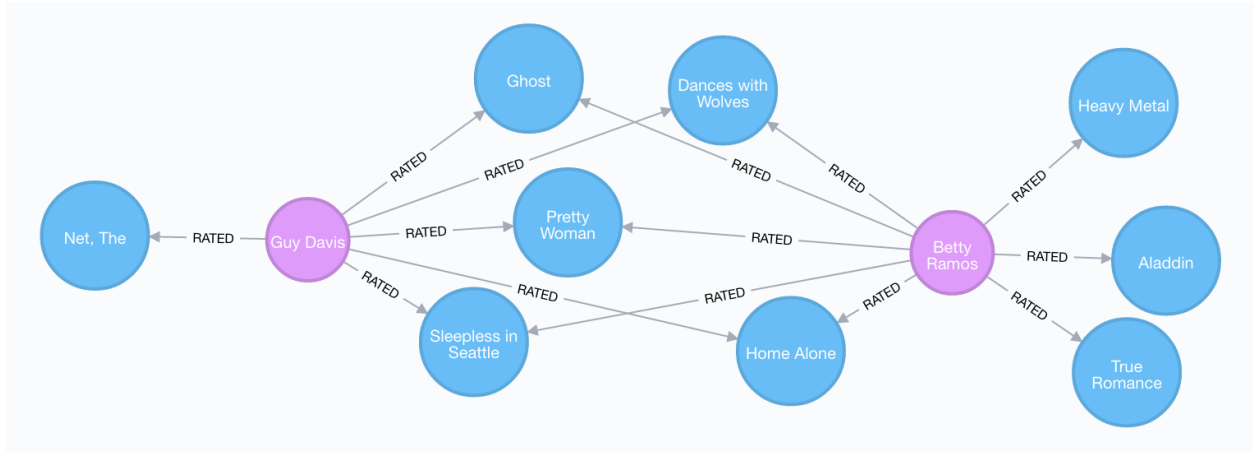 Ghost
Dances with
Wolves
Heavy Metal
RATED
RATED
RATED
RATED
RATED
Net, The
RATED
Guy Davis
RATED
Pretty
Woman
RATED
Betty
Ramos
RATED
Aladdin
RATED
RATED
RATED
RATED
RATED
Sleepless in
Seattle
Home Alone
True
Romance